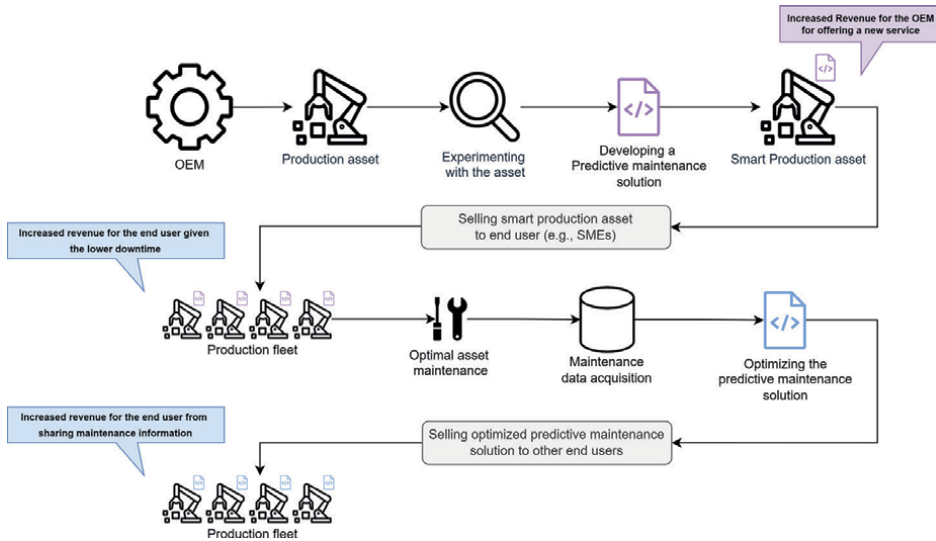 Increased Revenue for the OEM
for offering a new service
</>
OEM
Production asset
Experimenting
with the asset
</>
Developing a
Predictive maintenance
solution
</>
Smart Production asset
Selling smart production asset
to end user (e.g., SMEs)
Increased revenue for the end user given
the lower downtime
</>
</>
</>
</>
Production fleet
Optimal asset
maintenance
Maintenance
data acquisition
</>
Optimizing the
predictive maintenance
solution
Increased revenue for the end user from
sharing maintenance information
Selling optimized predictive maintenance
solution to other end users
</>
</>
</>
</>
Production fleet